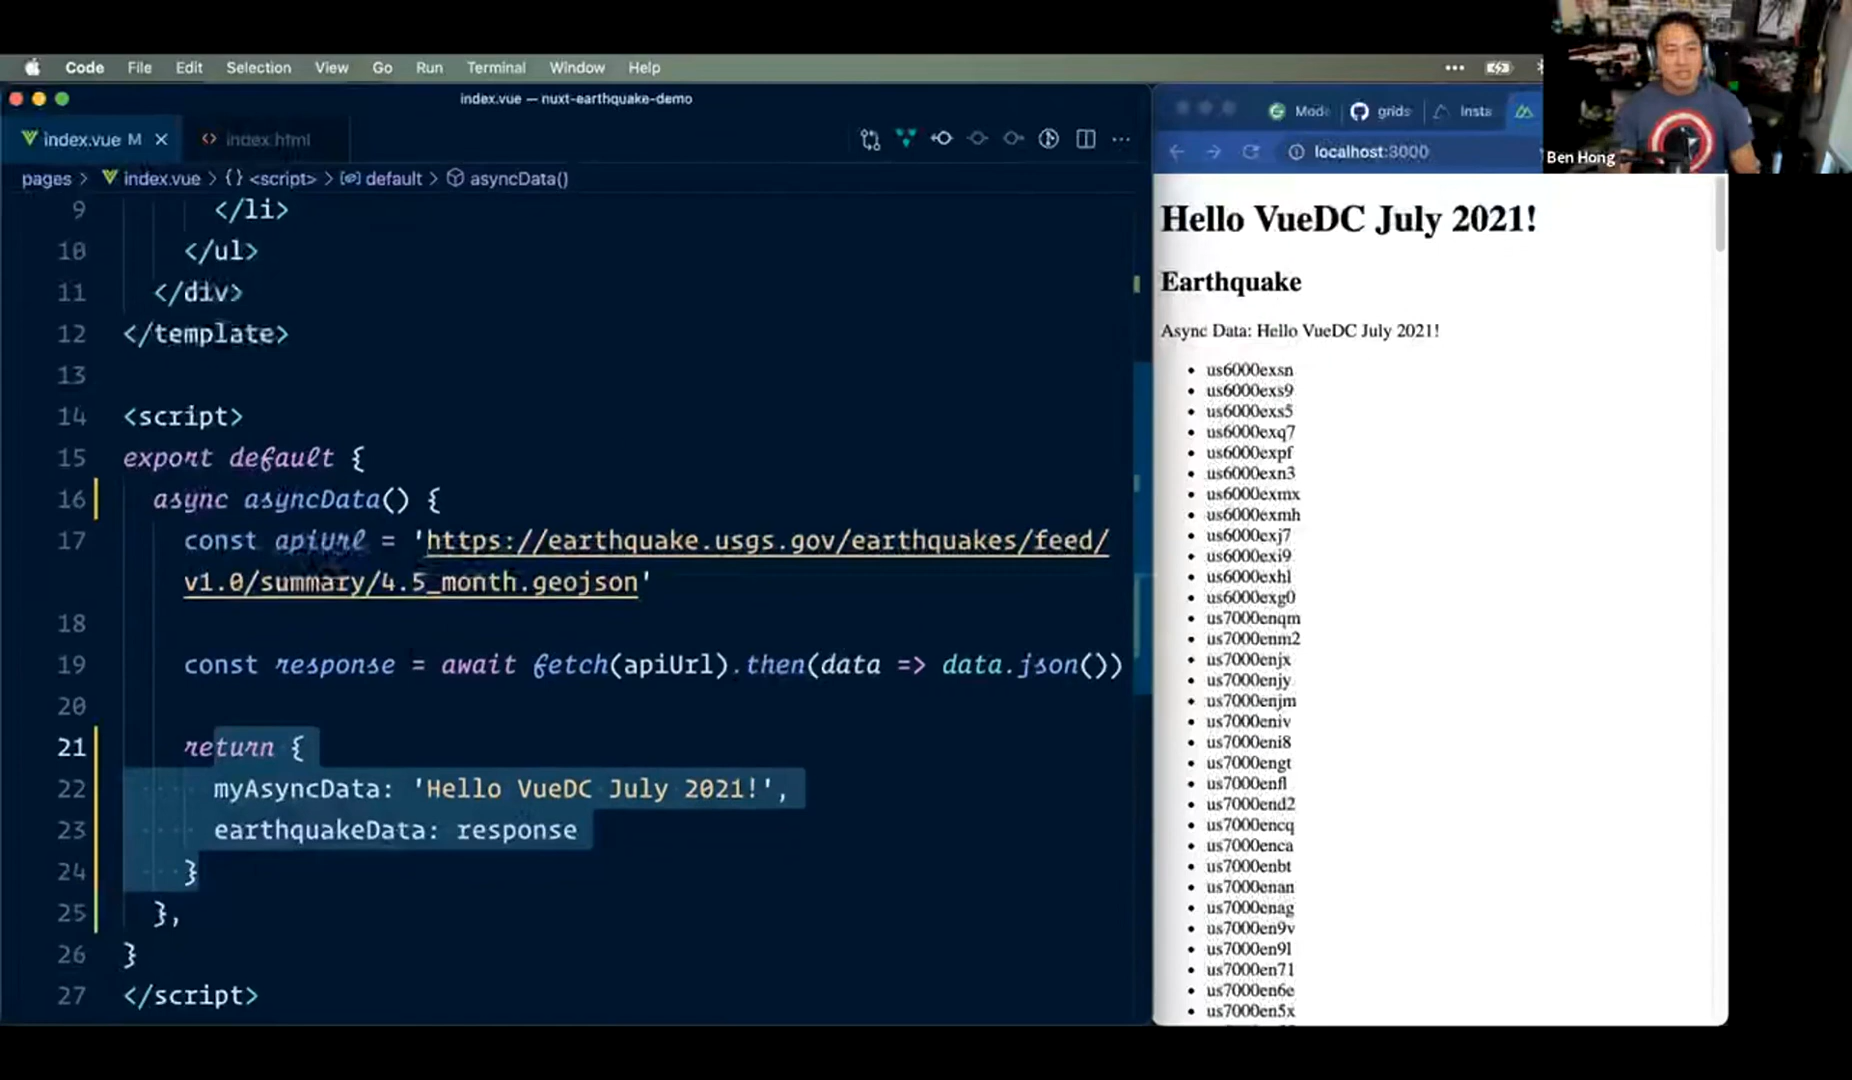 Code File Edit Selection View Go Run Terminal Window Help
index.vue — nuxt-earthquake-demo
index.vue M
index.html
pages > index.vue > {} <script> > default > asyncData()
9 </li>
10 </ul>
11 </div>
12 </template>
13
14 <script>
15 export default {
16 async asyncData() {
17 const apiUrl = 'https://earthquake.usgs.gov/earthquakes/feed/
v1.0/summary/4.5_month.geojson'
18
19 const response = await fetch(apiUrl).then(data => data.json())
20
21 return {
22 myAsyncData: 'Hello VueDC July 2021!',
23 earthquakeData: response
24 }
25 },
26 }
27 </script>
Mode grids Insta
localhost:3000
Ben Hong
Hello VueDC July 2021!
Earthquake
Async Data: Hello VueDC July 2021!
• us6000exsn
• us6000exs9
• us6000exs5
• us6000exq7
• us6000expf
• us6000exn3
• us6000exmx
• us6000exmh
• us6000exj7
• us6000exi9
• us6000exhl
• us6000exg0
• us7000enqm
• us7000enm2
• us7000enjx
• us7000enjy
• us7000enjm
• us7000eniv
• us7000eni8
• us7000engt
• us7000enfl
• us7000end2
• us7000encq
• us7000enca
• us7000enbt
• us7000enan
• us7000enag
• us7000en9v
• us7000en9l
• us7000en71
• us7000en6e
• us7000en5x